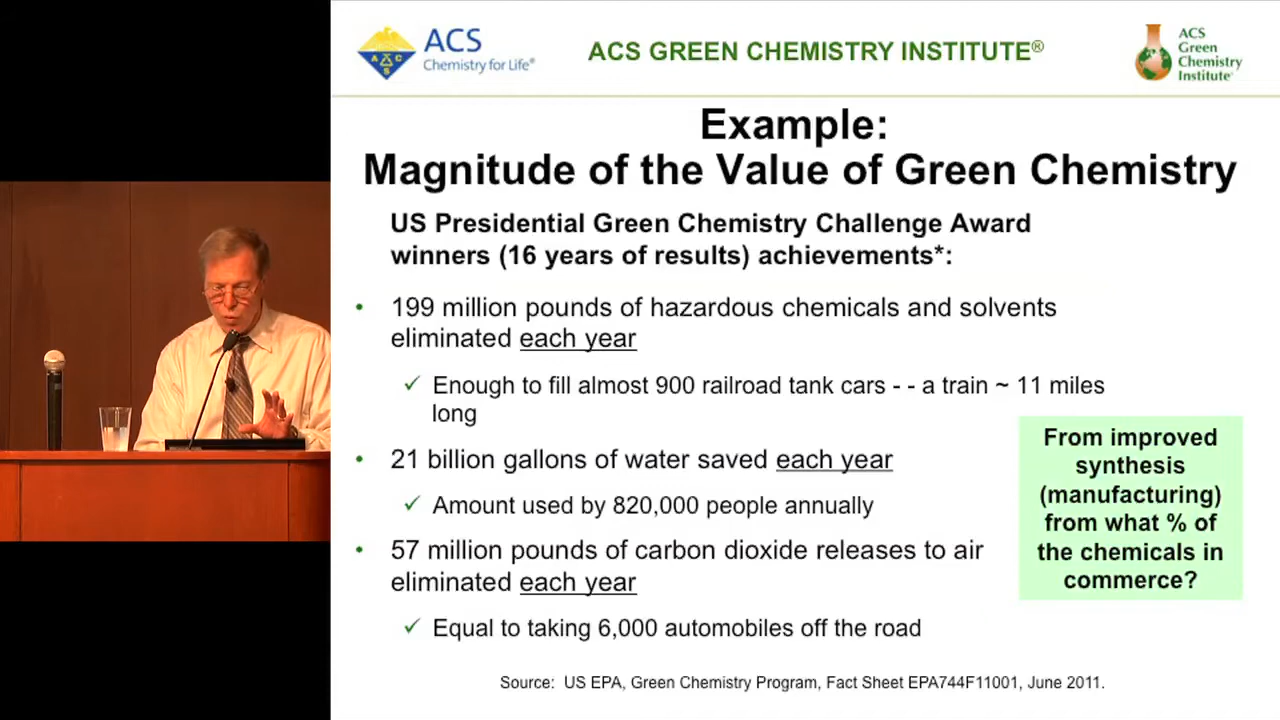 ACS
Chemistry for Life®
A C S
ACS GREEN CHEMISTRY INSTITUTE®
ACS
Green
Chemistry
Institute®
Example:
Magnitude of the Value of Green Chemistry
US Presidential Green Chemistry Challenge Award
winners (16 years of results) achievements*:
• 199 million pounds of hazardous chemicals and solvents
eliminated each year
✓ Enough to fill almost 900 railroad tank cars - - a train ~ 11 miles
long
• 21 billion gallons of water saved each year
✓ Amount used by 820,000 people annually
• 57 million pounds of carbon dioxide releases to air
eliminated each year
✓ Equal to taking 6,000 automobiles off the road
From improved
synthesis
(manufacturing)
from what % of
the chemicals in
commerce?
Source: US EPA, Green Chemistry Program, Fact Sheet EPA744F11001, June 2011.